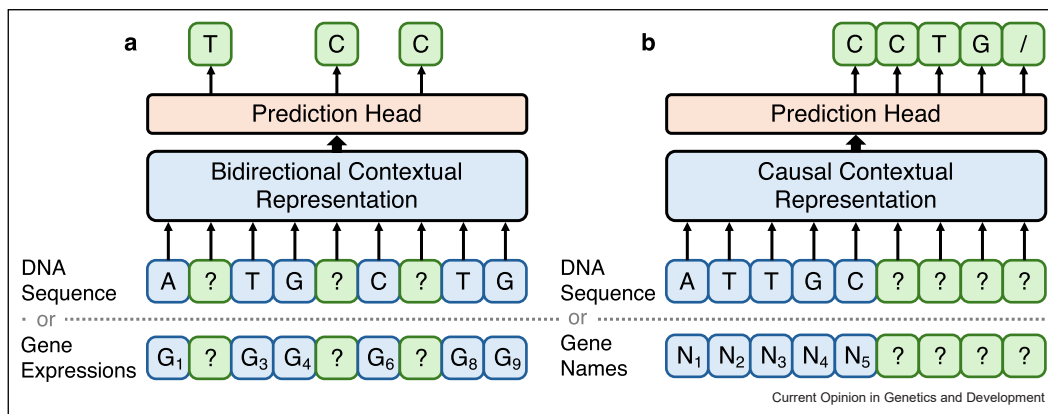 a
T C C
Prediction Head
Bidirectional Contextual
Representation
DNA
Sequence
A ? T G ? C ? T G
or
Gene
Expressions
G₁ ? G₃ G₄ ? G₆ ? G₈ G₉
b
C C T G /
Prediction Head
Causal Contextual
Representation
DNA
Sequence
A T T G C ? ? ? ?
or
Gene
Names
N₁ N₂ N₃ N₄ N₅ ? ? ? ?
Current Opinion in Genetics and Development